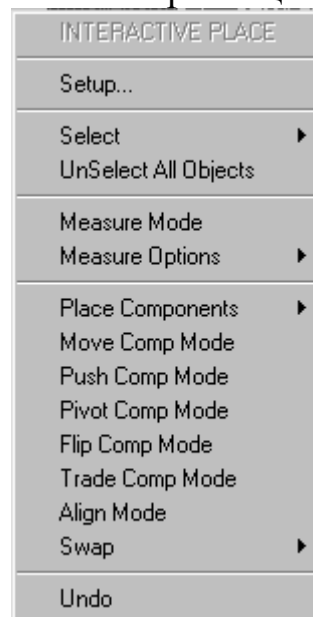 INTERACTIVE PLACE
Setup...
Select
UnSelect All Objects
Measure Mode
Measure Options
Place Components
Move Comp Mode
Push Comp Mode
Pivot Comp Mode
Flip Comp Mode
Trade Comp Mode
Align Mode
Swap
Undo